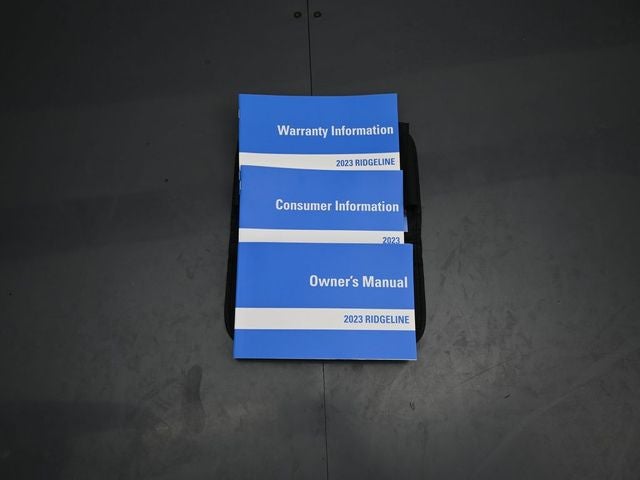 Warranty Information
2023 RIDGELINE
Consumer Information
2023
Owner's Manual
2023 RIDGELINE